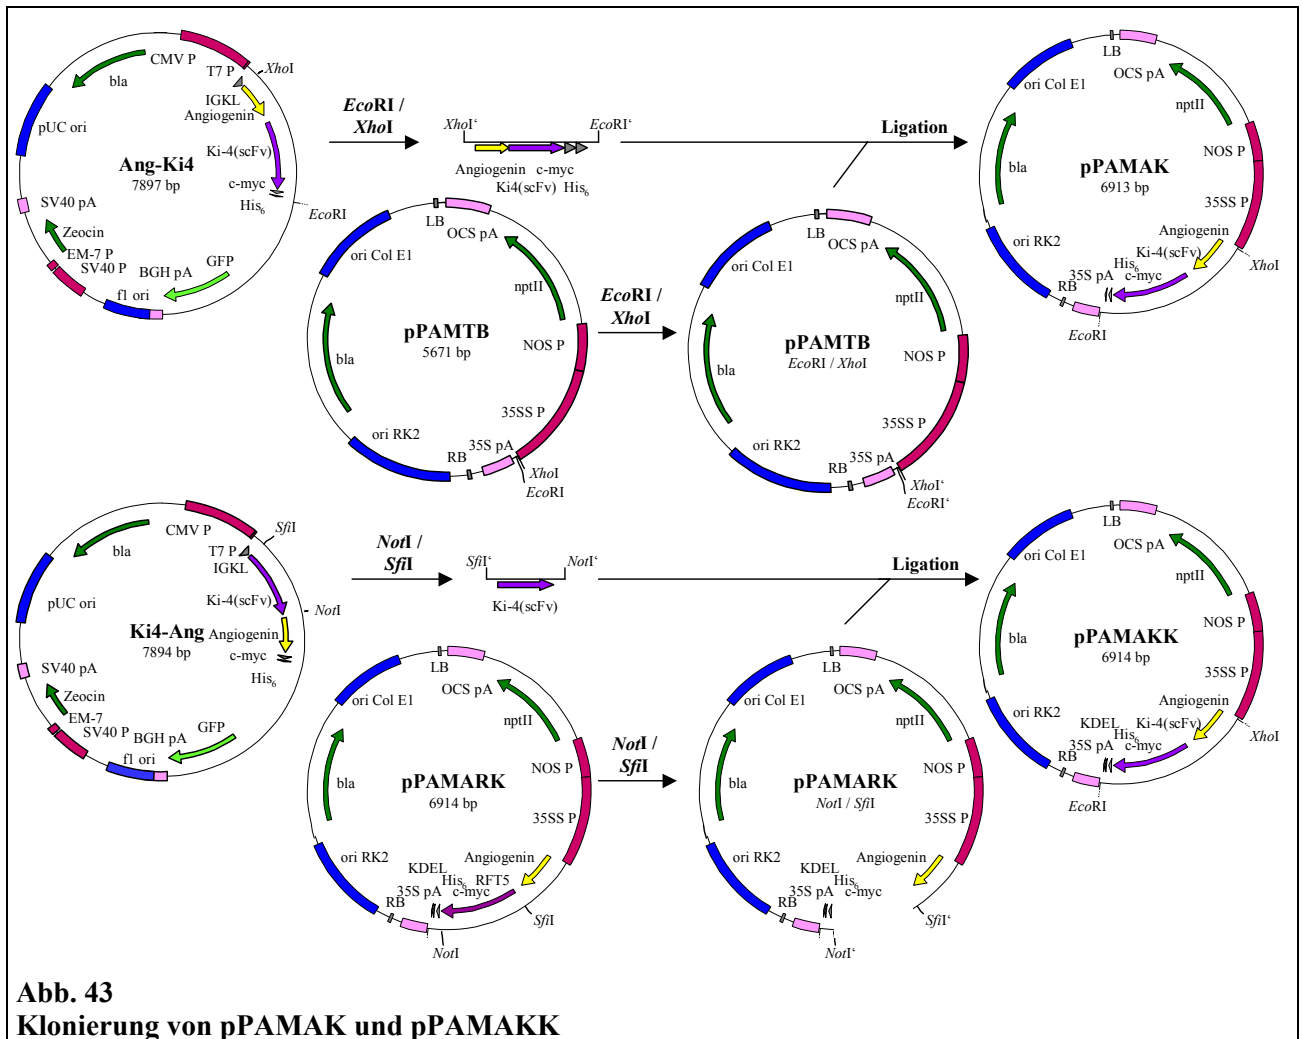 CMV P
bla
T7 P
XhoI
IGKL
Angiogenin
pUC ori
Ki-4(scFv)
Ang-Ki4
7897 bp
c-myc
His6
EcoRI
SV40 pA
Zeocin
EM-7 P
SV40 P
BGH pA
GFP
f1 ori
EcoRI /
XhoI
XhoI‘
EcoRI‘
Angiogenin c-myc
Ki4(scFv) His6
Ligation
LB
OCS pA
ori Col E1
nptII
bla
pPAMAK
6913 bp
NOS P
35SS P
ori RK2
Angiogenin
Ki-4(scFv)
His6
35S pA c-myc
XhoI
RB
EcoRI
LB
OCS pA
ori Col E1
nptII
pPAMTB
5671 bp
NOS P
bla
35SS P
ori RK2
35S pA
RB
XhoI
EcoRI
EcoRI /
XhoI
LB
OCS pA
ori Col E1
nptII
pPAMTB
EcoRI / XhoI
NOS P
bla
35SS P
ori RK2
35S pA
RB
XhoI‘
EcoRI‘
CMV P
SfiI
bla
T7 P
IGKL
pUC ori
Ki-4(scFv)
NotI
Ki4-Ang
7894 bp
Angiogenin
c-myc
His6
SV40 pA
Zeocin
EM-7
SV40 P
BGH pA
GFP
f1 ori
NotI /
SfiI
SfiI‘
NotI‘
Ki-4(scFv)
Ligation
LB
OCS pA
ori Col E1
nptII
NOS P
bla
pPAMAKK
6914 bp
35SS P
ori RK2
Angiogenin
KDEL
Ki-4(scFv)
His6
35S pA c-myc
XhoI
RB
EcoRI
LB
OCS pA
ori Col E1
nptII
NOS P
bla
pPAMARK
6914 bp
35SS P
ori RK2
Angiogenin
KDEL
His6 RFT5
35S pA c-myc
RB
SfiI
NotI
NotI /
SfiI
LB
OCS pA
ori Col E1
nptII
NOS P
bla
pPAMARK
NotI / SfiI
35SS P
ori RK2
Angiogenin
KDEL
His6
35S pA c-myc
RB
SfiI‘
NotI‘
Abb. 43
Klonierung von pPAMAK und pPAMAKK